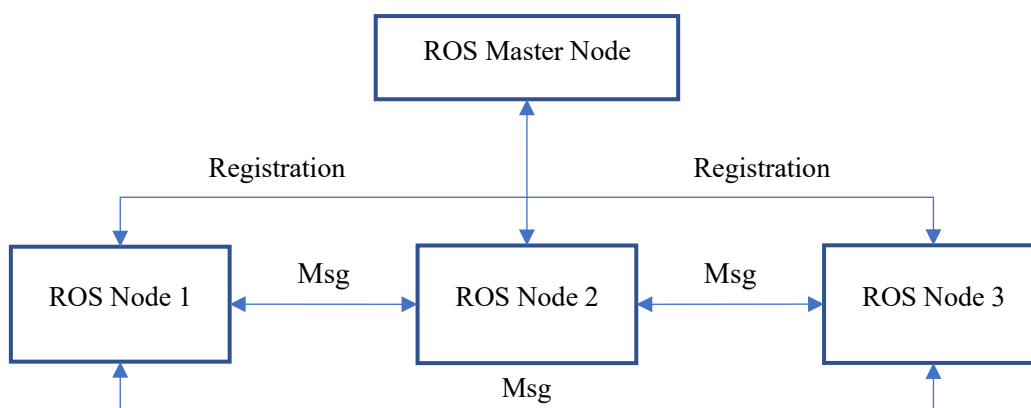 ROS Master Node
Registration
Registration
ROS Node 1
Msg
ROS Node 2
Msg
ROS Node 3
Msg